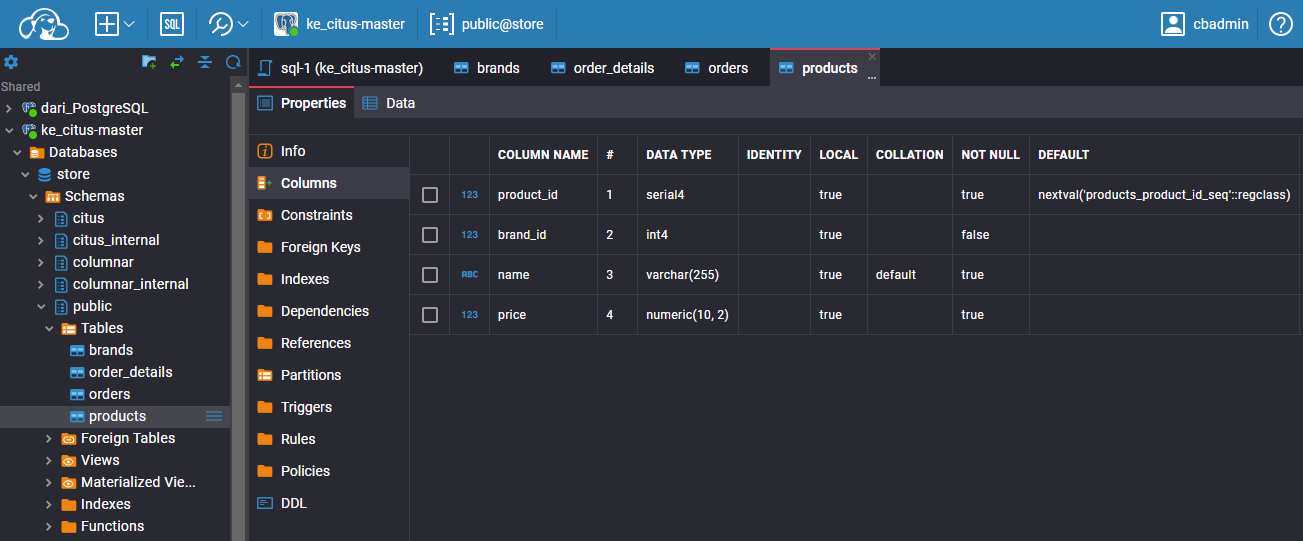 SQL ke_citus-master public@store cbadmin
Shared
dari_PostgreSQL
ke_citus-master
Databases
store
Schemas
citus
citus_internal
columnar
columnar_internal
public
Tables
brands
order_details
orders
products
Foreign Tables
Views
Materialized Vie...
Indexes
Functions
sql-1 (ke_citus-master) brands order_details orders products
Properties Data
Info
Columns
Constraints
Foreign Keys
Indexes
Dependencies
References
Partitions
Triggers
Rules
Policies
DDL
COLUMN NAME # DATA TYPE IDENTITY LOCAL COLLATION NOT NULL DEFAULT
123 product_id 1 serial4 true true nextval('products_product_id_seq'::regclass)
123 brand_id 2 int4 true false
ABC name 3 varchar(255) true default true
123 price 4 numeric(10, 2) true true